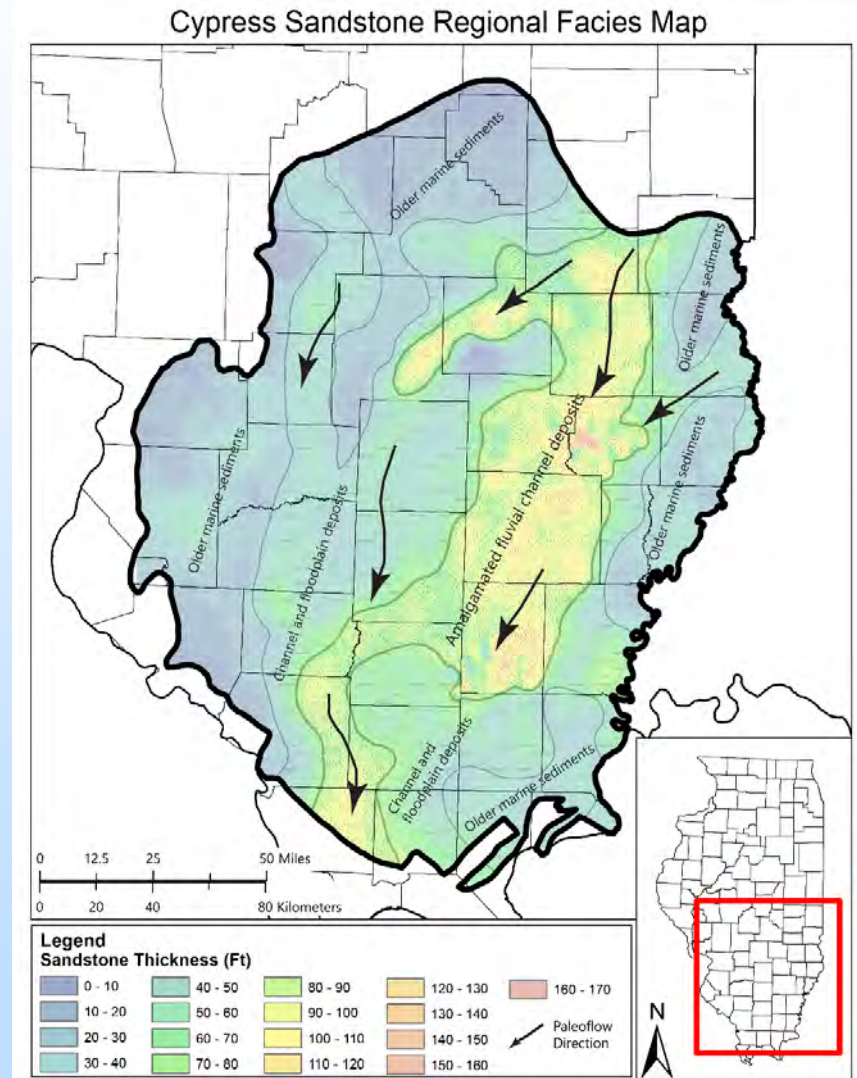 Cypress Sandstone Regional Facies Map
Older marine sediments
Older marine sediments
Older marine sediments
Older marine sediments
Amalgamated fluvial channel deposits
Channel and floodplain deposits
Channel and
floodplain deposits
Older marine sediments
0 12.5 25 50 Miles
0 20 40 80 Kilometers
Legend
Sandstone Thickness (Ft)
0 - 10 40 - 50 80 - 90 120 - 130 160 - 170
10 - 20 50 - 60 90 - 100 130 - 140
20 - 30 60 - 70 100 - 110 140 - 150
30 - 40 70 - 80 110 - 120 150 - 160
Paleoflow
Direction
N